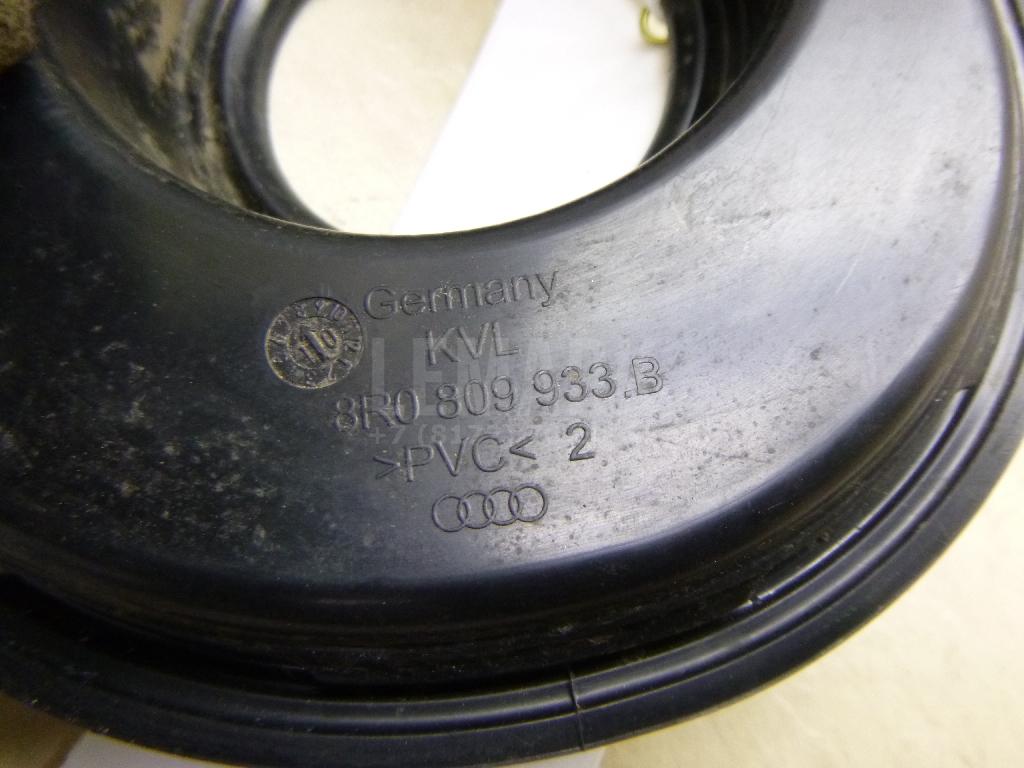 Germany
KVL
8R0 809 933.B
>PVC< 2